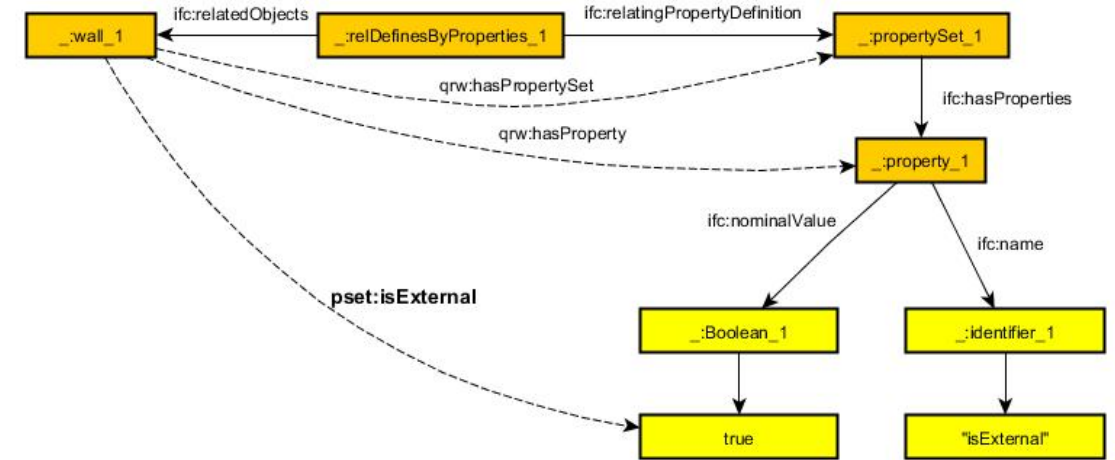 ifc:relatedObjects
ifc:relatingPropertyDefinition
_:wall_1
_:relDefinesByProperties_1
_:propertySet_1
qrw:hasPropertySet
ifc:hasProperties
qrw:hasProperty
_:property_1
ifc:nominalValue
ifc:name
pset:isExternal
_:Boolean_1
_:identifier_1
true
"isExternal"